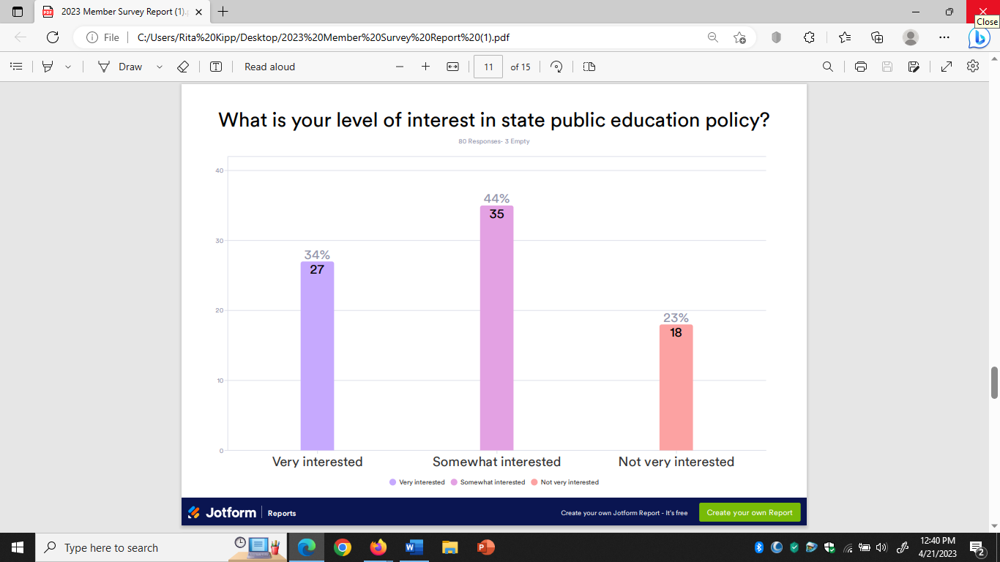 2023 Member Survey Report (1).p
Close
File
C:/Users/Rita%20Kipp/Desktop/2023%20Member%20Survey%20Report%20(1).pdf
Draw
Read aloud
11 of 15
What is your level of interest in state public education policy?
80 Responses- 3 Empty
40
30
20
10
0
34%
27
44%
35
23%
18
Very interested Somewhat interested Not very interested
Very interested Somewhat interested Not very interested
Jotform Reports
Create your own Jotform Report - It's free
Create your own Report
Type here to search
12:40 PM
4/21/2023
2